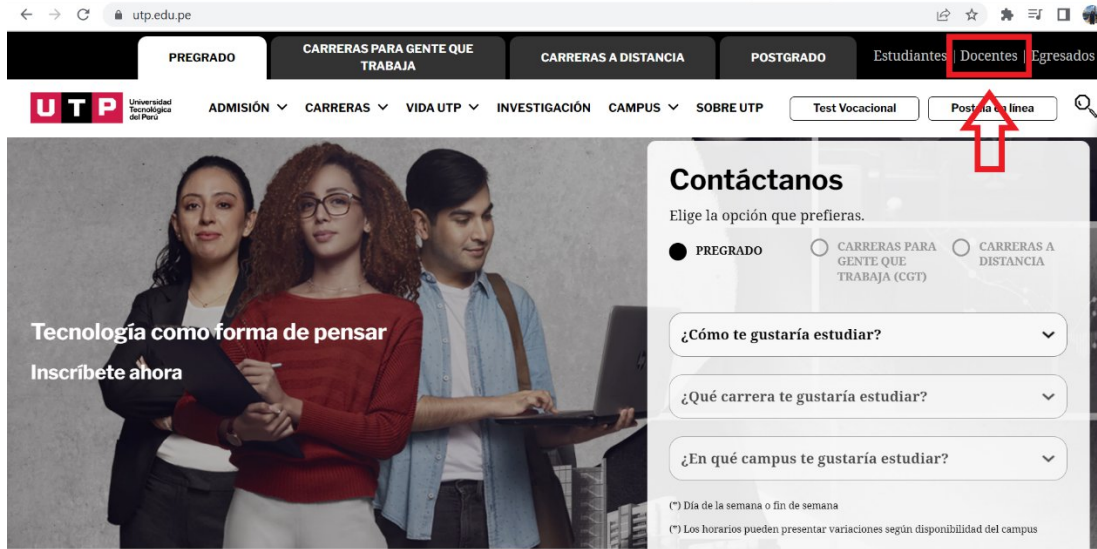 utp.edu.pe
PREGRADO
CARRERAS PARA GENTE QUE
TRABAJA
CARRERAS A DISTANCIA
POSTGRADO
Estudiantes | Docentes | Egresados
UTP
Universidad
Tecnológica
del Perú
ADMISIÓN
CARRERAS
VIDA UTP
INVESTIGACIÓN
CAMPUS
SOBRE UTP
Test Vocacional
en línea
Contáctanos
Elige la opción que prefieras.
PREGRADO
CARRERAS PARA
GENTE QUE
TRABAJA (CGT)
CARRERAS A
DISTANCIA
Tecnología como forma de pensar
Inscríbete ahora
¿Cómo te gustaría estudiar?
¿Qué carrera te gustaría estudiar?
¿En qué campus te gustaría estudiar?
(*) Día de la semana o fin de semana
(*) Los horarios pueden presentar variaciones según disponibilidad del campus